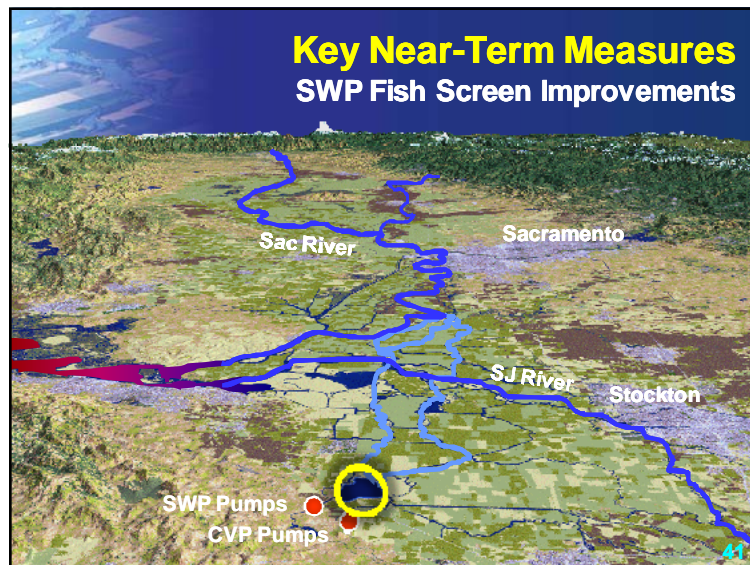 Key Near-Term Measures
SWP Fish Screen Improvements
Sac River
Sacramento
SJ River
Stockton
SWP Pumps
CVP Pumps
41